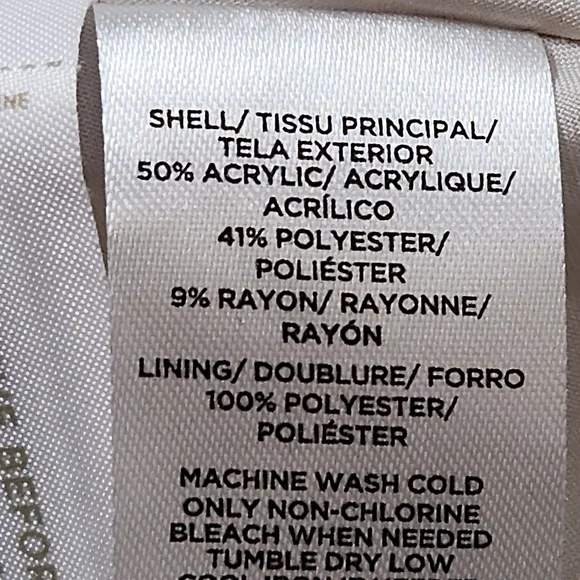 SHELL/ TISSU PRINCIPAL/
TELA EXTERIOR
50% ACRYLIC/ ACRYLIQUE/
ACRÍLICO
41% POLYESTER/
POLIÉSTER
9% RAYON/ RAYONNE/
RAYÓN
LINING/ DOUBLURE/ FORRO
100% POLYESTER/
POLIÉSTER
MACHINE WASH COLD
ONLY NON-CHLORINE
BLEACH WHEN NEEDED
TUMBLE DRY LOW